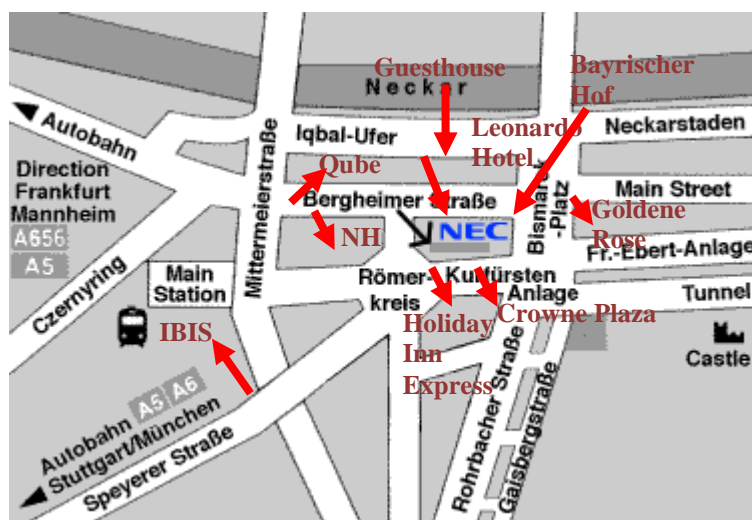 Guesthouse
Bayrischer
Hof
Neckar
Autobahn
Iqbal-Ufer
Leonardo
Hotel
Neckarstaden
Direction
Frankfurt
Mannheim
A656
A5
Qube
Mittermeierstraße
Bergheimer Straße
Bismarck
-Platz
Main Street
Goldene
Rose
NEC
NH
Fr.-Ebert-Anlage
Czernyring
Main
Station
Römer-
kreis
Kurfürsten
Anlage
Tunnel
IBIS
Holiday
Inn
Express
Crowne Plaza
Castle
A5 A6
Autobahn
Stuttgart/München
Speyerer Straße
Rohrbacher Straße
Gaisbergstraße